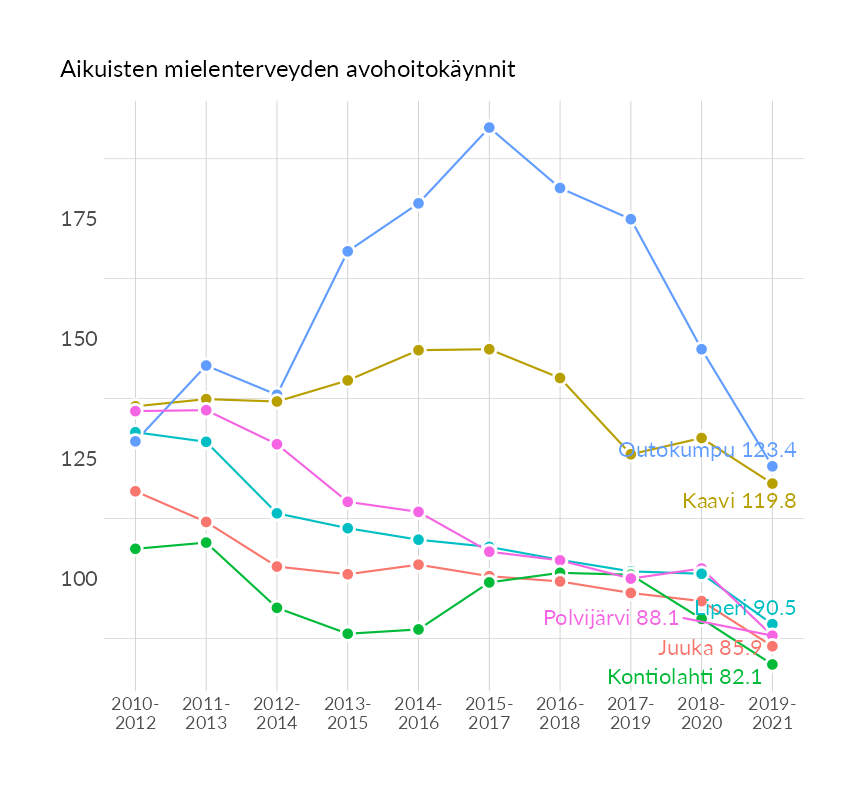 Aikuisten mielenterveyden avohoitokäynnit
175
150
125
100
Outokumpu 123.4
Kaavi 119.8
Liperi 90.5
Polvijärvi 88.1
Juuka 85.9
Kontiolahti 82.1
2010-2012
2011-2013
2012-2014
2013-2015
2014-2016
2015-2017
2016-2018
2017-2019
2018-2020
2019-2021